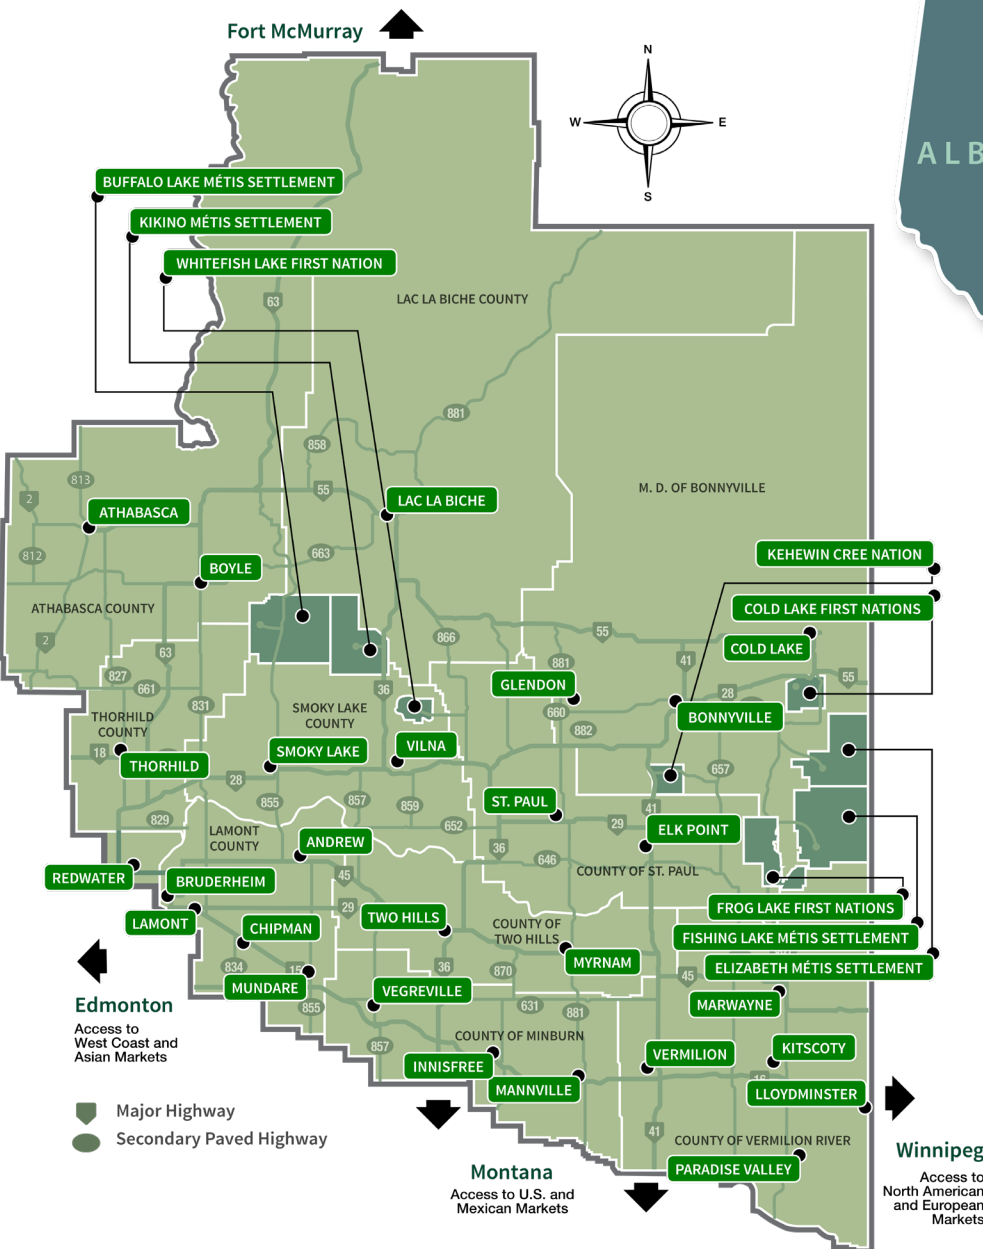 Fort McMurray
N
W
E
S
ALB
BUFFALO LAKE MÉTIS SETTLEMENT
KIKINO MÉTIS SETTLEMENT
WHITEFISH LAKE FIRST NATION
63
LAC LA BICHE COUNTY
881
858
813
55
2
LAC LA BICHE
M. D. OF BONNYVILLE
ATHABASCA
812
663
KEHEWIN CREE NATION
BOYLE
ATHABASCA COUNTY
COLD LAKE FIRST NATIONS
2
63
866
55
COLD LAKE
881
41
827
661
36
GLENDON
28
55
831
SMOKY LAKE
COUNTY
660
BONNYVILLE
THORHILD
COUNTY
882
18
SMOKY LAKE
VILNA
THORHILD
28
657
855
857
859
ST. PAUL
41
829
652
29
ELK POINT
LAMONT
COUNTY
ANDREW
36
646
COUNTY OF ST. PAUL
REDWATER
BRUDERHEIM
45
29
FROG LAKE FIRST NATIONS
LAMONT
CHIPMAN
TWO HILLS
COUNTY OF
TWO HILLS
FISHING LAKE MÉTIS SETTLEMENT
MYRNAM
ELIZABETH MÉTIS SETTLEMENT
834
15
36
870
45
MUNDARE
VEGREVILLE
MARWAYNE
855
631
881
Edmonton
Access to
West Coast and
Asian Markets
857
COUNTY OF MINBURN
INNISFREE
VERMILION
KITSCOTY
MANNVILLE
16
LLOYDMINSTER
Major Highway
Secondary Paved Highway
41
COUNTY OF VERMILION RIVER
PARADISE VALLEY
Winnipeg
Access to
North American
and European
Markets
Montana
Access to U.S. and
Mexican Markets